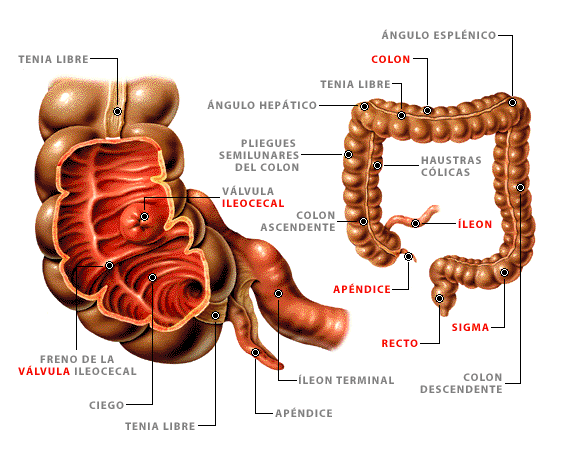 ÁNGULO ESPLÉNICO
TENIA LIBRE
COLON
TENIA LIBRE
ÁNGULO HEPÁTICO
PLIEGUES
SEMILUNARES
DEL COLON
HAUSTRAS
CÓLICAS
VÁLVULA
ILEOCECAL
COLON
ASCENDENTE
ÍLEON
APÉNDICE
SIGMA
RECTO
FRENO DE LA
VÁLVULA ILEOCECAL
ÍLEON TERMINAL
COLON
DESCENDENTE
CIEGO
APÉNDICE
TENIA LIBRE